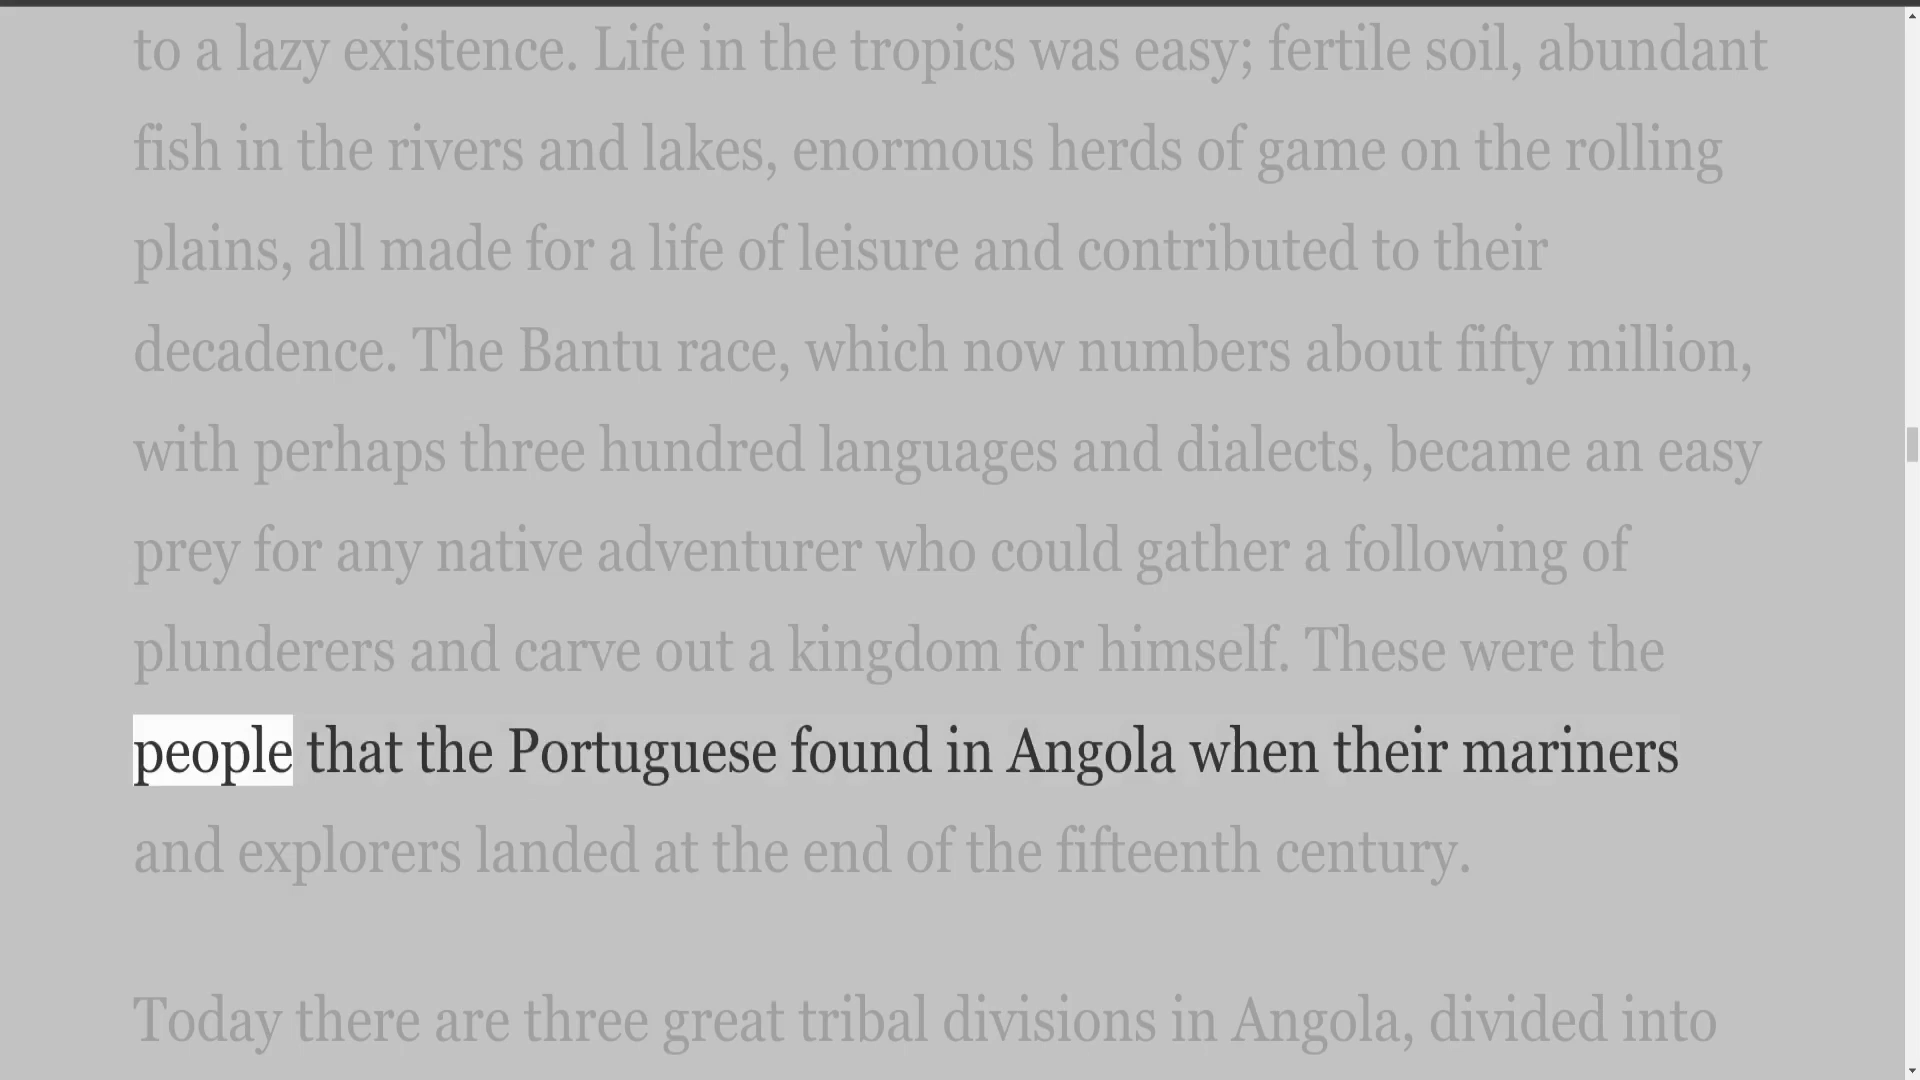 to a lazy existence. Life in the tropics was easy; fertile soil, abundant
fish in the rivers and lakes, enormous herds of game on the rolling
plains, all made for a life of leisure and contributed to their
decadence. The Bantu race, which now numbers about fifty million,
with perhaps three hundred languages and dialects, became an easy
prey for any native adventurer who could gather a following of
plunderers and carve out a kingdom for himself. These were the
people that the Portuguese found in Angola when their mariners
and explorers landed at the end of the fifteenth century.
Today there are three great tribal divisions in Angola, divided into